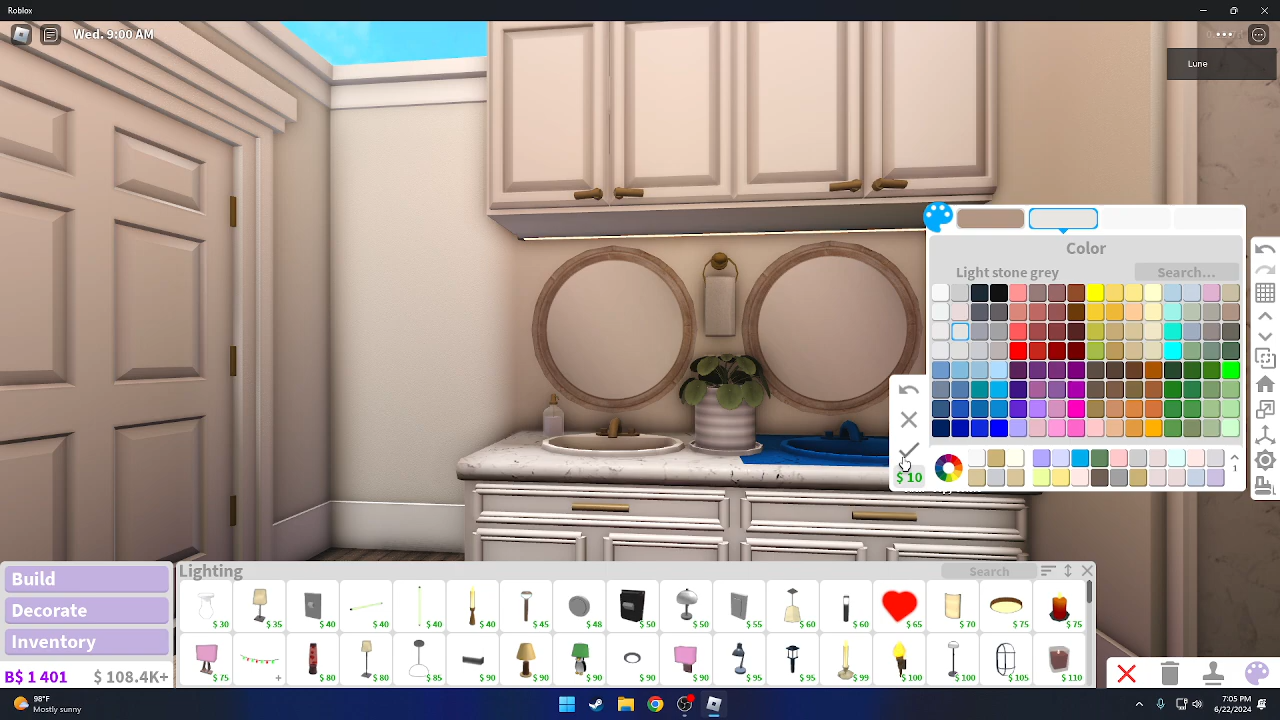 Roblox
Wed. 9:00 AM
Lune
Color
Light stone grey
Search...
1
$ 10
Lighting
Search
Build
Decorate
Inventory
B$ 1 401
$ 108.4K+
$ 30
$ 35
$ 40
$ 40
$ 40
$ 40
$ 45
$ 48
$ 50
$ 50
$ 55
$ 60
$ 60
$ 65
$ 70
$ 75
$ 75
$ 75
+
$ 80
$ 80
$ 85
$ 90
$ 90
$ 90
$ 90
$ 90
$ 95
$ 95
$ 99
$ 100
$ 100
$ 105
$ 110
98°F
Mostly sunny
7:05 PM
6/22/2024